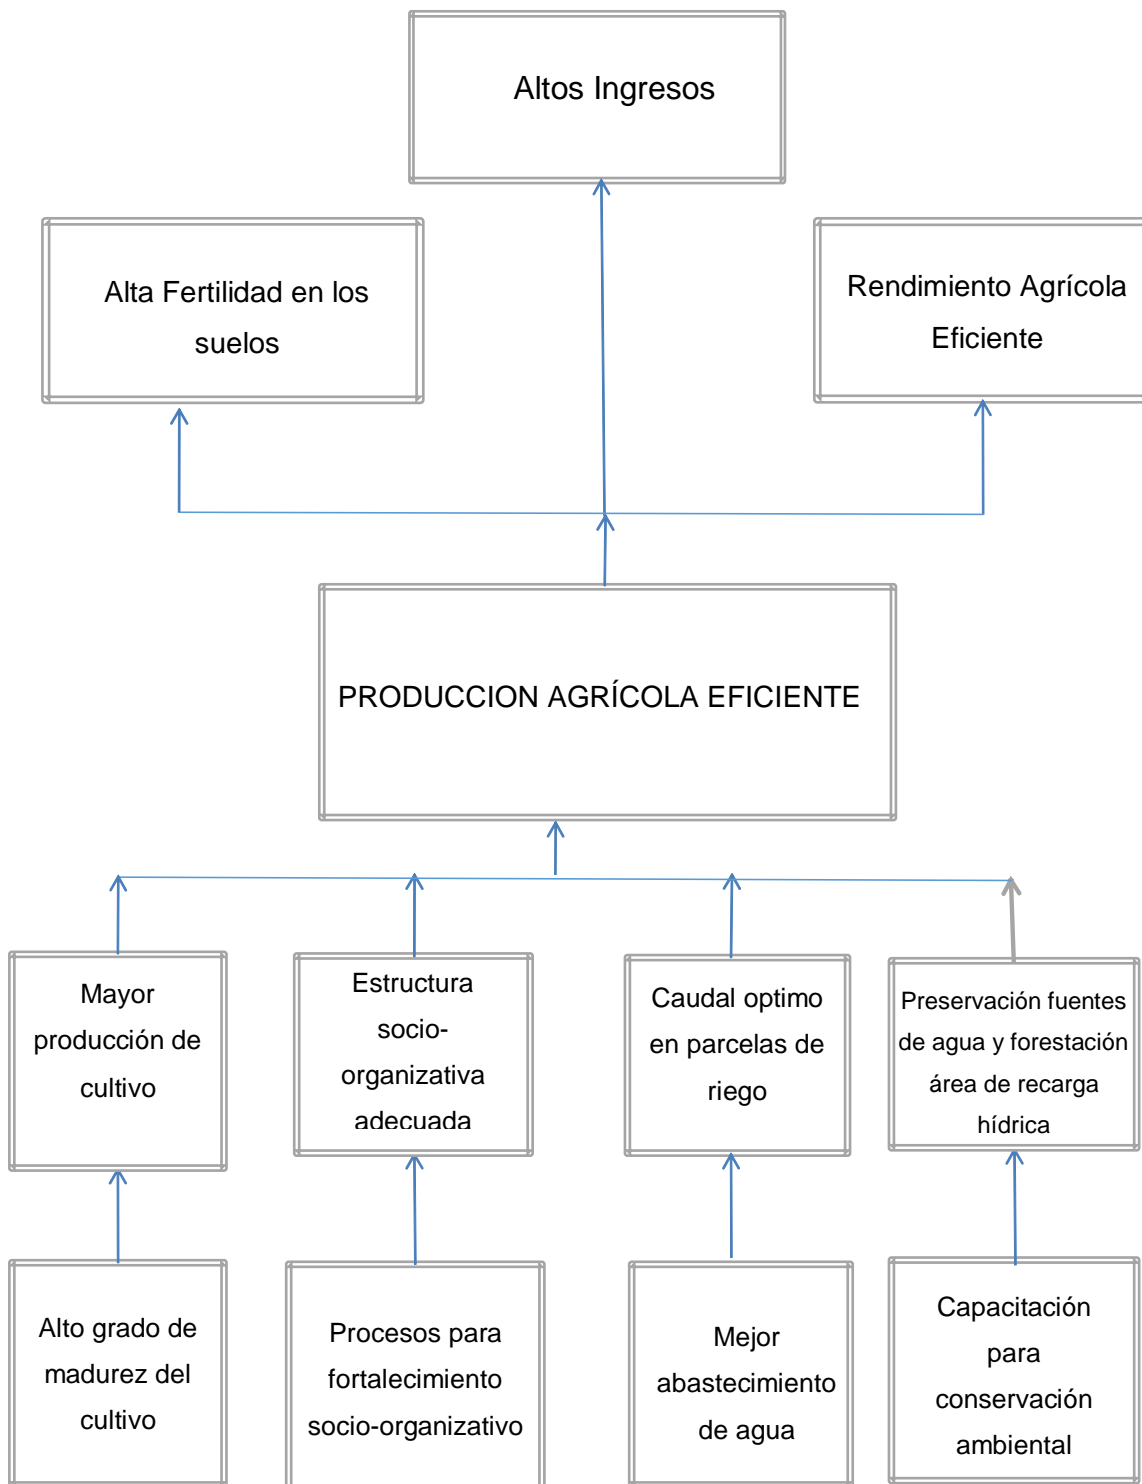 Altos Ingresos
Alta Fertilidad en los
suelos
Rendimiento Agrícola
Eficiente
PRODUCCION AGRÍCOLA EFICIENTE
Mayor
producción de
cultivo
Estructura
socio-
organizativa
adecuada
Caudal optimo
en parcelas de
riego
Preservación fuentes
de agua y forestación
área de recarga
hídrica
Alto grado de
madurez del
cultivo
Procesos para
fortalecimiento
socio-organizativo
Mejor
abastecimiento
de agua
Capacitación
para
conservación
ambiental